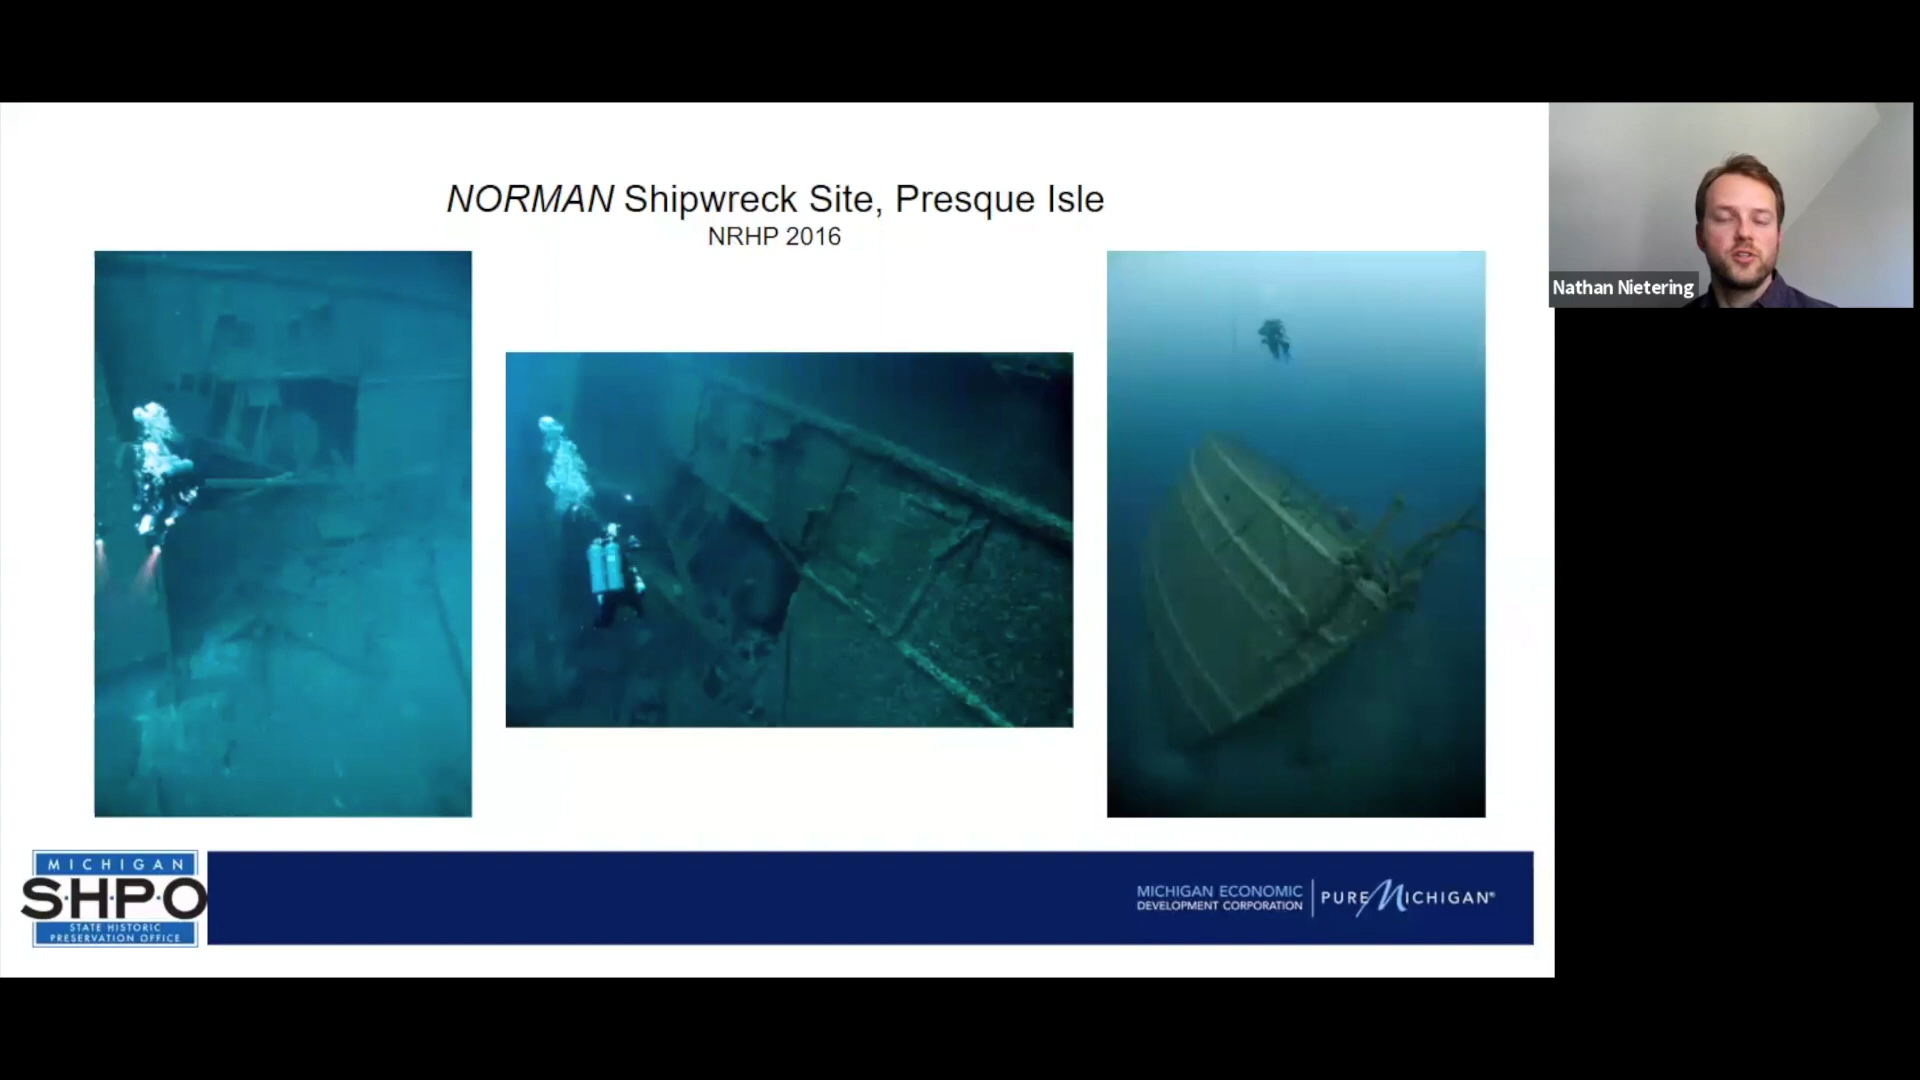 NORMAN Shipwreck Site, Presque Isle
NRHP 2016
Nathan Nietering
MICHIGAN
S·H·P·O
STATE HISTORIC
PRESERVATION OFFICE
MICHIGAN ECONOMIC
DEVELOPMENT CORPORATION
PURE MICHIGAN®